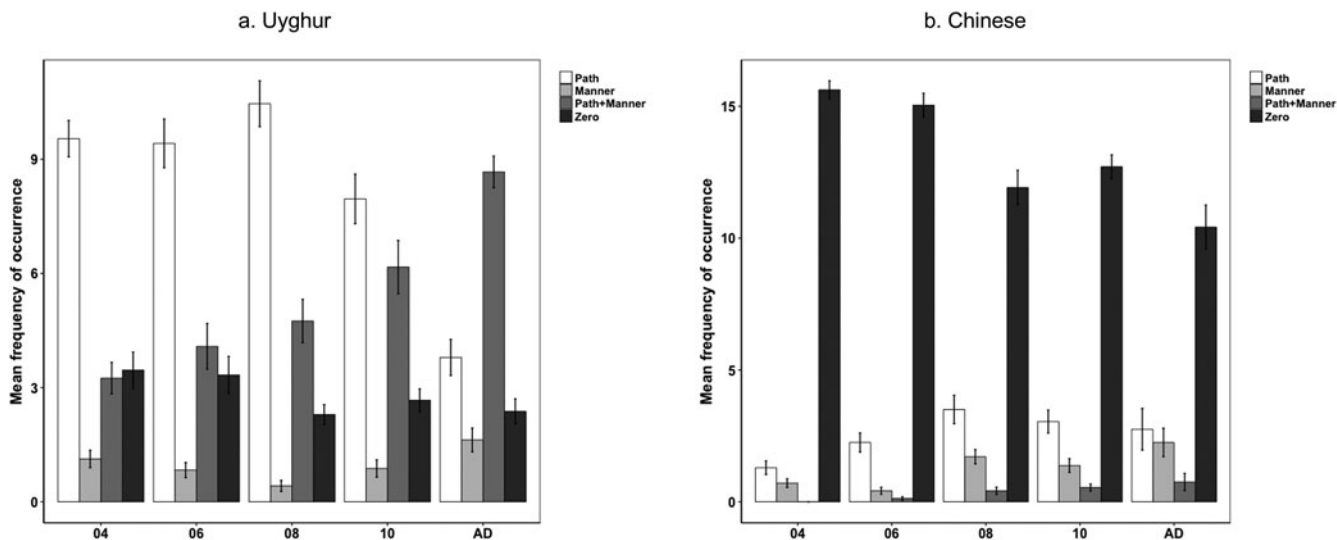 a. Uyghur
Mean frequency of occurrence
9
6
3
0
04 06 08 10 AD
Path
Manner
Path+Manner
Zero
b. Chinese
Mean frequency of occurrence
15
10
5
0
04 06 08 10 AD
Path
Manner
Path+Manner
Zero